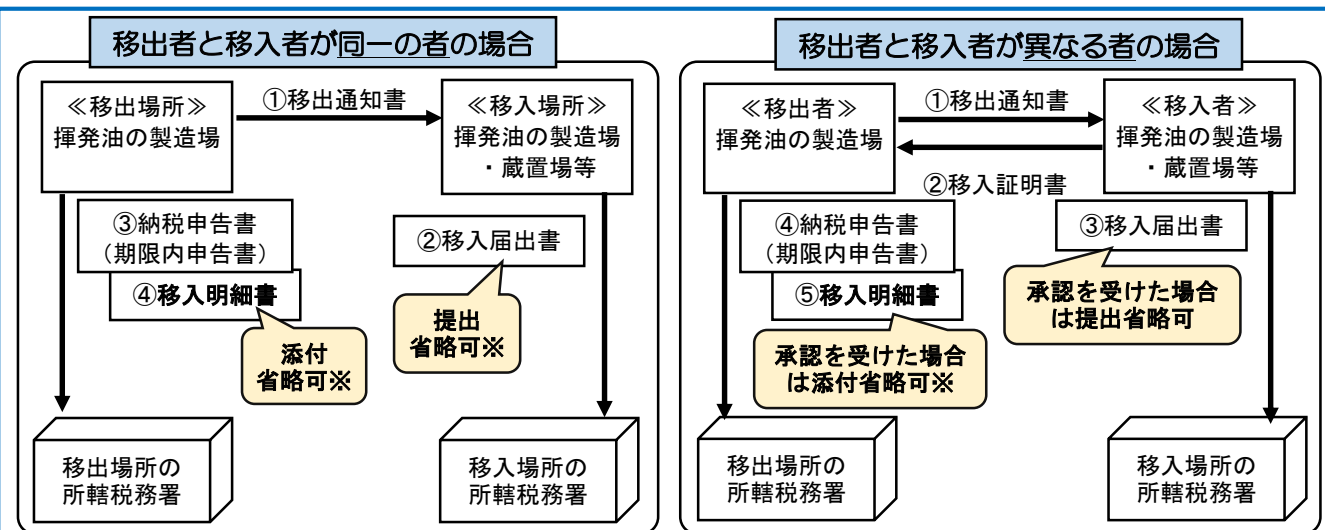 移出者と移入者が同一の者の場合
≪移出場所≫
揮発油の製造場
①移出通知書
≪移入場所≫
揮発油の製造場
・蔵置場等
③納税申告書
（期限内申告書）
④移入明細書
添付
省略可※
②移入届出書
提出
省略可※
移出場所の
所轄税務署
移入場所の
所轄税務署
移出者と移入者が異なる者の場合
≪移出者≫
揮発油の製造場
①移出通知書
②移入証明書
≪移入者≫
揮発油の製造場
・蔵置場等
④納税申告書
（期限内申告書）
⑤移入明細書
承認を受けた場合
は添付省略可※
③移入届出書
承認を受けた場合
は提出省略可
移出場所の
所轄税務署
移入場所の
所轄税務署